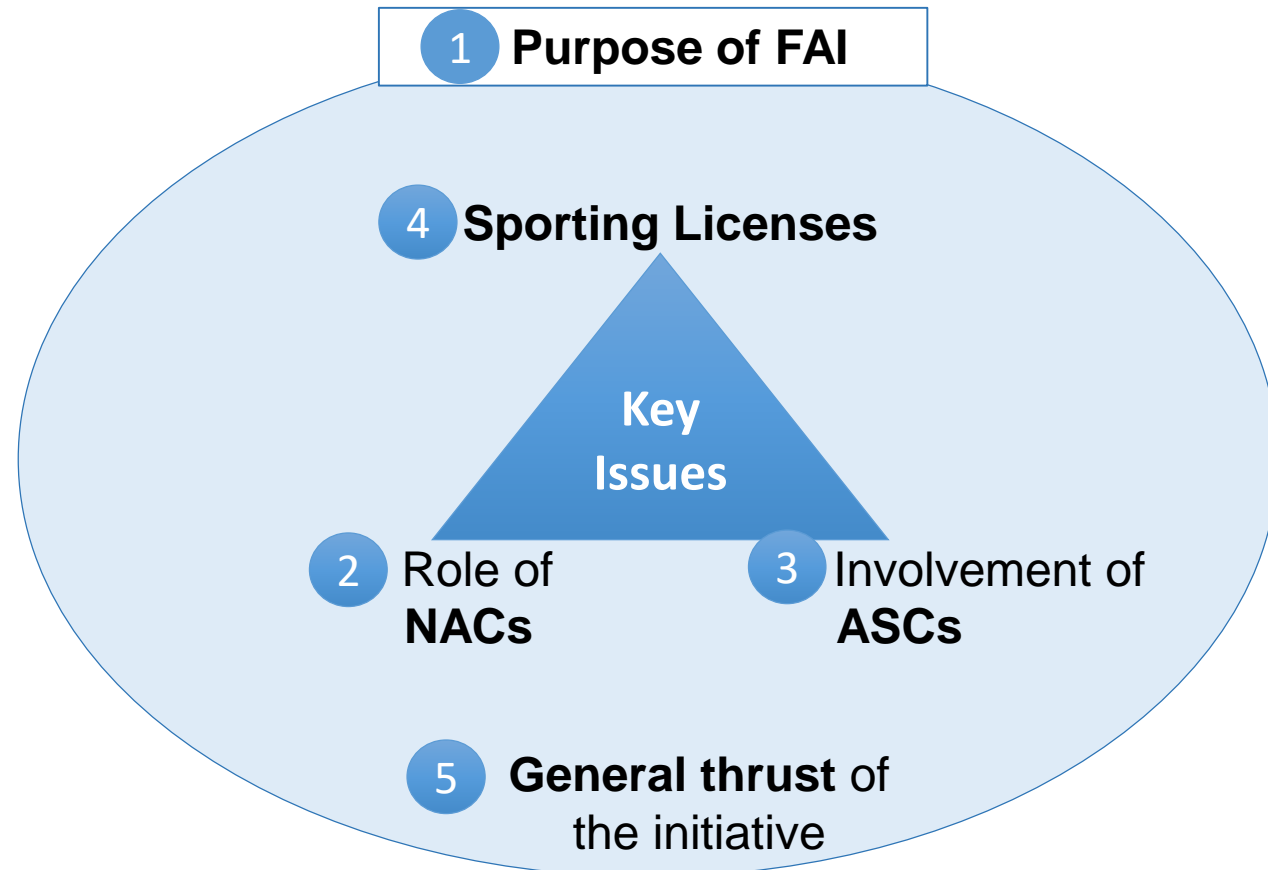 1 Purpose of FAI
4 Sporting Licenses
Key
Issues
2 Role of
NACs
3 Involvement of
ASCs
5 General thrust of
the initiative